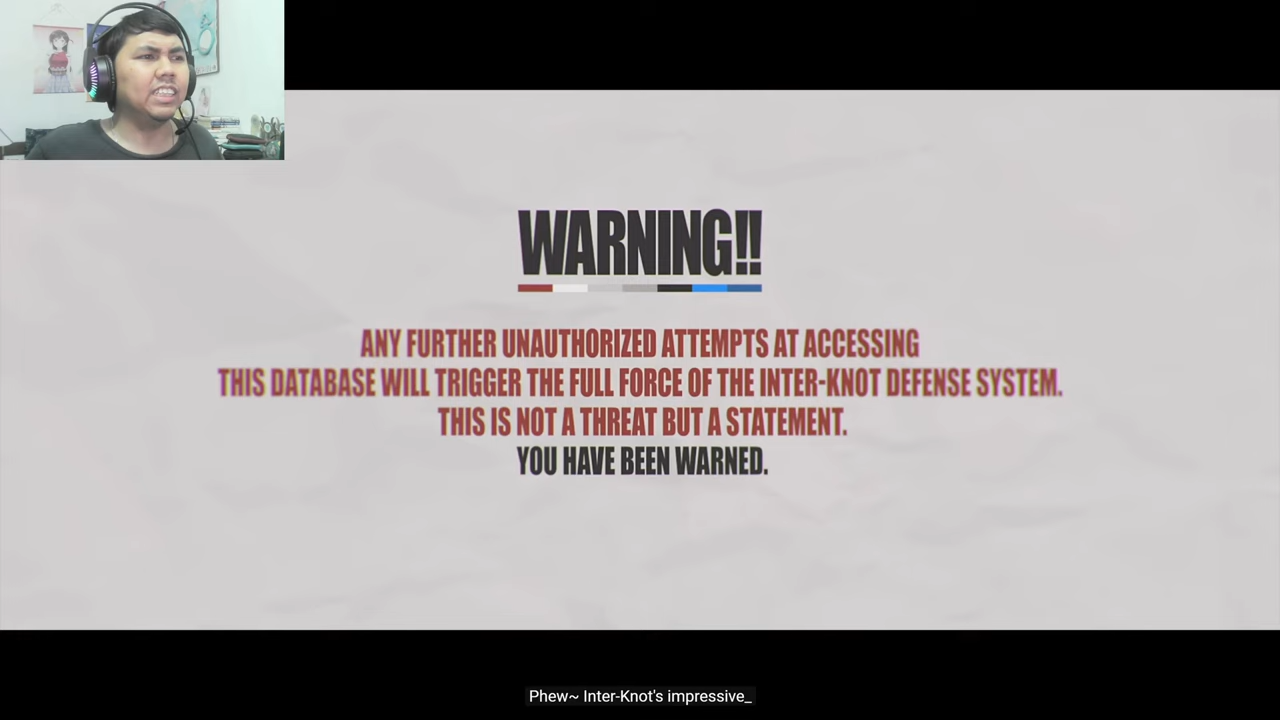 WARNING!!
ANY FURTHER UNAUTHORIZED ATTEMPTS AT ACCESSING
THIS DATABASE WILL TRIGGER THE FULL FORCE OF THE INTER-KNOT DEFENSE SYSTEM.
THIS IS NOT A THREAT BUT A STATEMENT.
YOU HAVE BEEN WARNED.
Phew~ Inter-Knot's impressive_